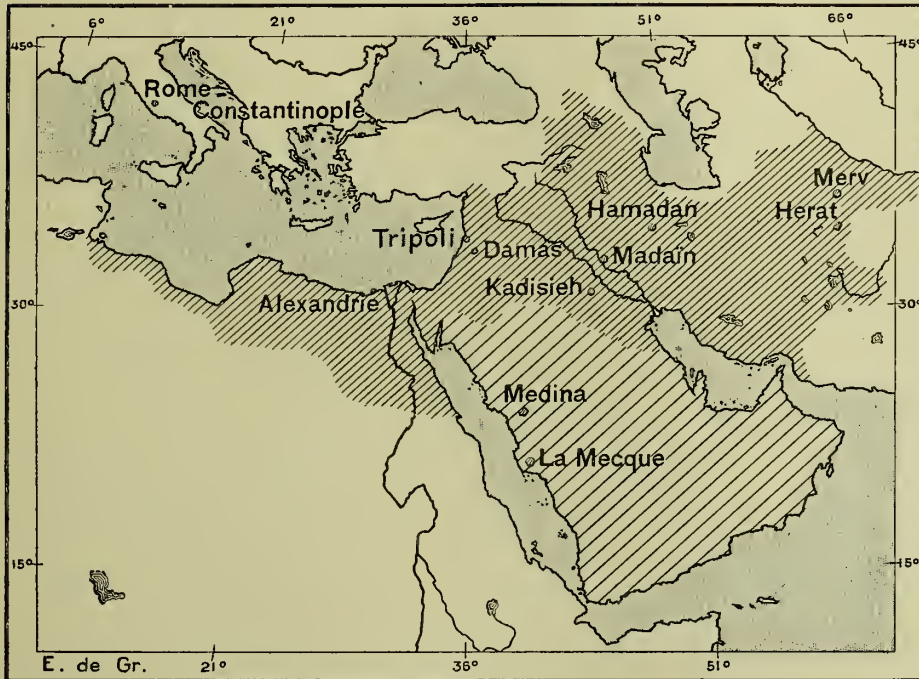 6° 21° 36° 51° 66°
45° 45°
Rome
Constantinople
Merv
Hamadan Herat
Tripoli
Damas Madaïn
Kadisieh
30° Alexandrie 30°
Medina
La Mecque
15° 15°
E. de Gr. 21° 36° 51°